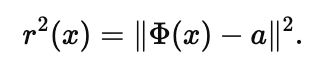 r²(x) = ‖Φ(x) − a‖².